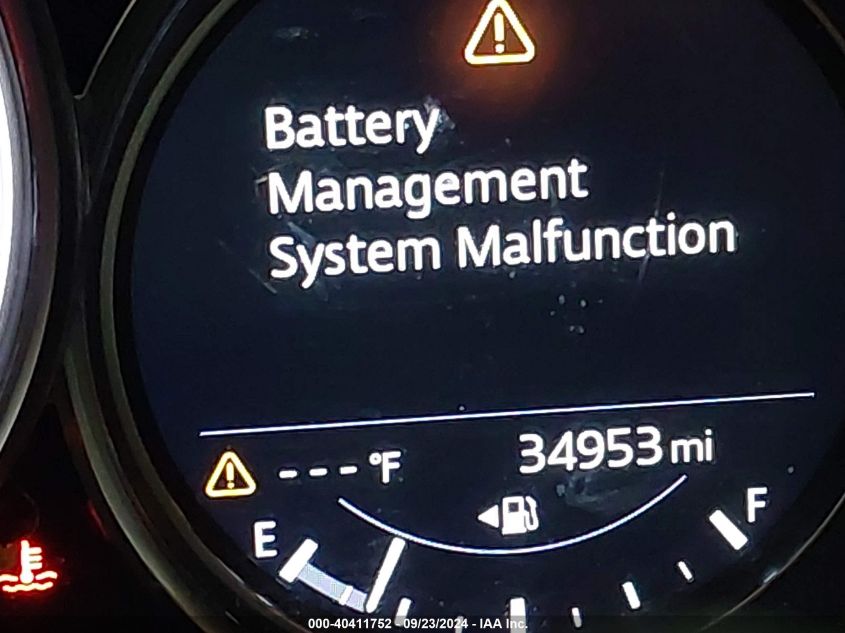 Battery
Management
System Malfunction
---°F
34953 mi
E
F
000-40411752 - 09/23/2024 - IAA Inc.